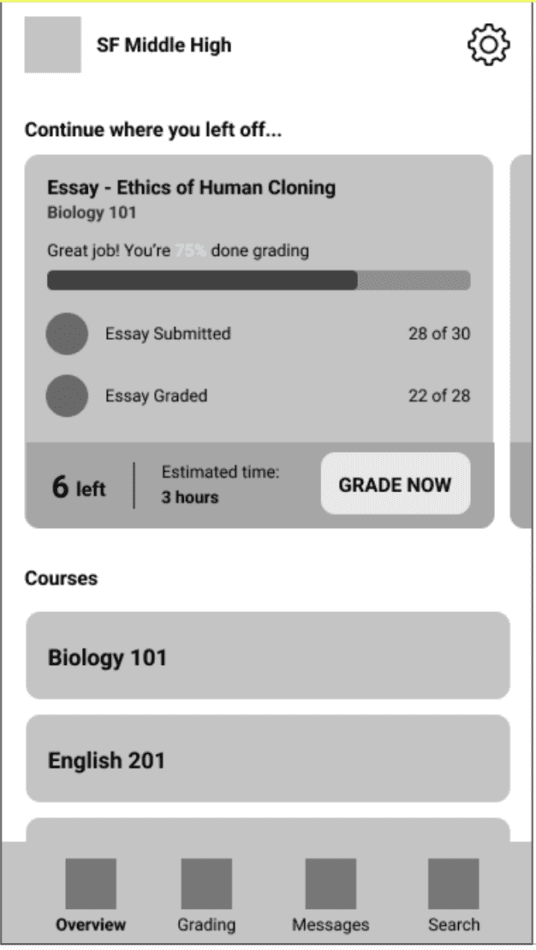 SF Middle High
Continue where you left off...
Essay - Ethics of Human Cloning
Biology 101
Great job! You're 75% done grading
Essay Submitted 28 of 30
Essay Graded 22 of 28
6 left
Estimated time:
3 hours
GRADE NOW
Courses
Biology 101
English 201
Overview Grading Messages Search